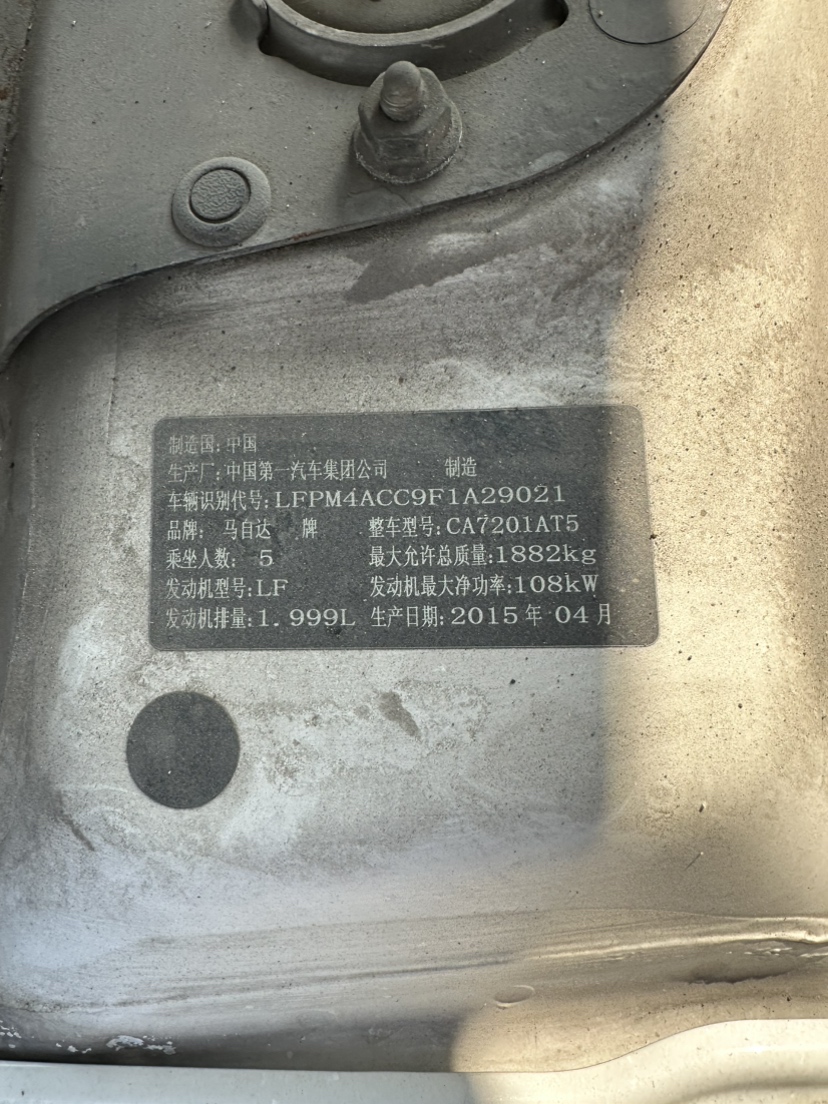 制造国: 中国
生产厂: 中国第一汽车集团公司 制造
车辆识别代号: LFPM4ACC9F1A29021
品牌: 马自达 牌 整车型号: CA7201AT5
乘坐人数: 5 最大允许总质量: 1882kg
发动机型号: LF 发动机最大净功率: 108kW
发动机排量: 1.999L 生产日期: 2015年04月